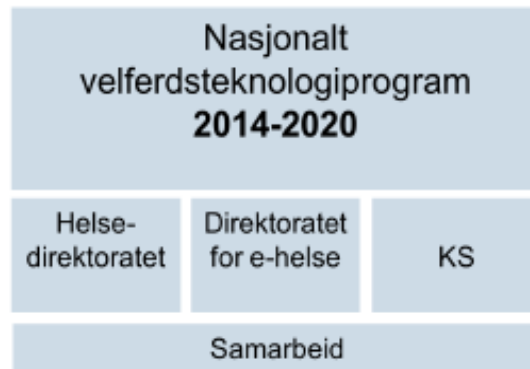 Nasjonalt
velferdsteknologiprogram
2014-2020
Helse-
direktoratet
Direktoratet
for e-helse
KS
Samarbeid